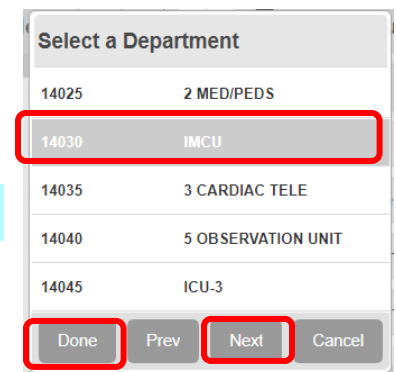 Select a Department
14025 2 MED/PEDS
14030 IMCU
14035 3 CARDIAC TELE
14040 5 OBSERVATION UNIT
14045 ICU-3
Done Prev Next Cancel